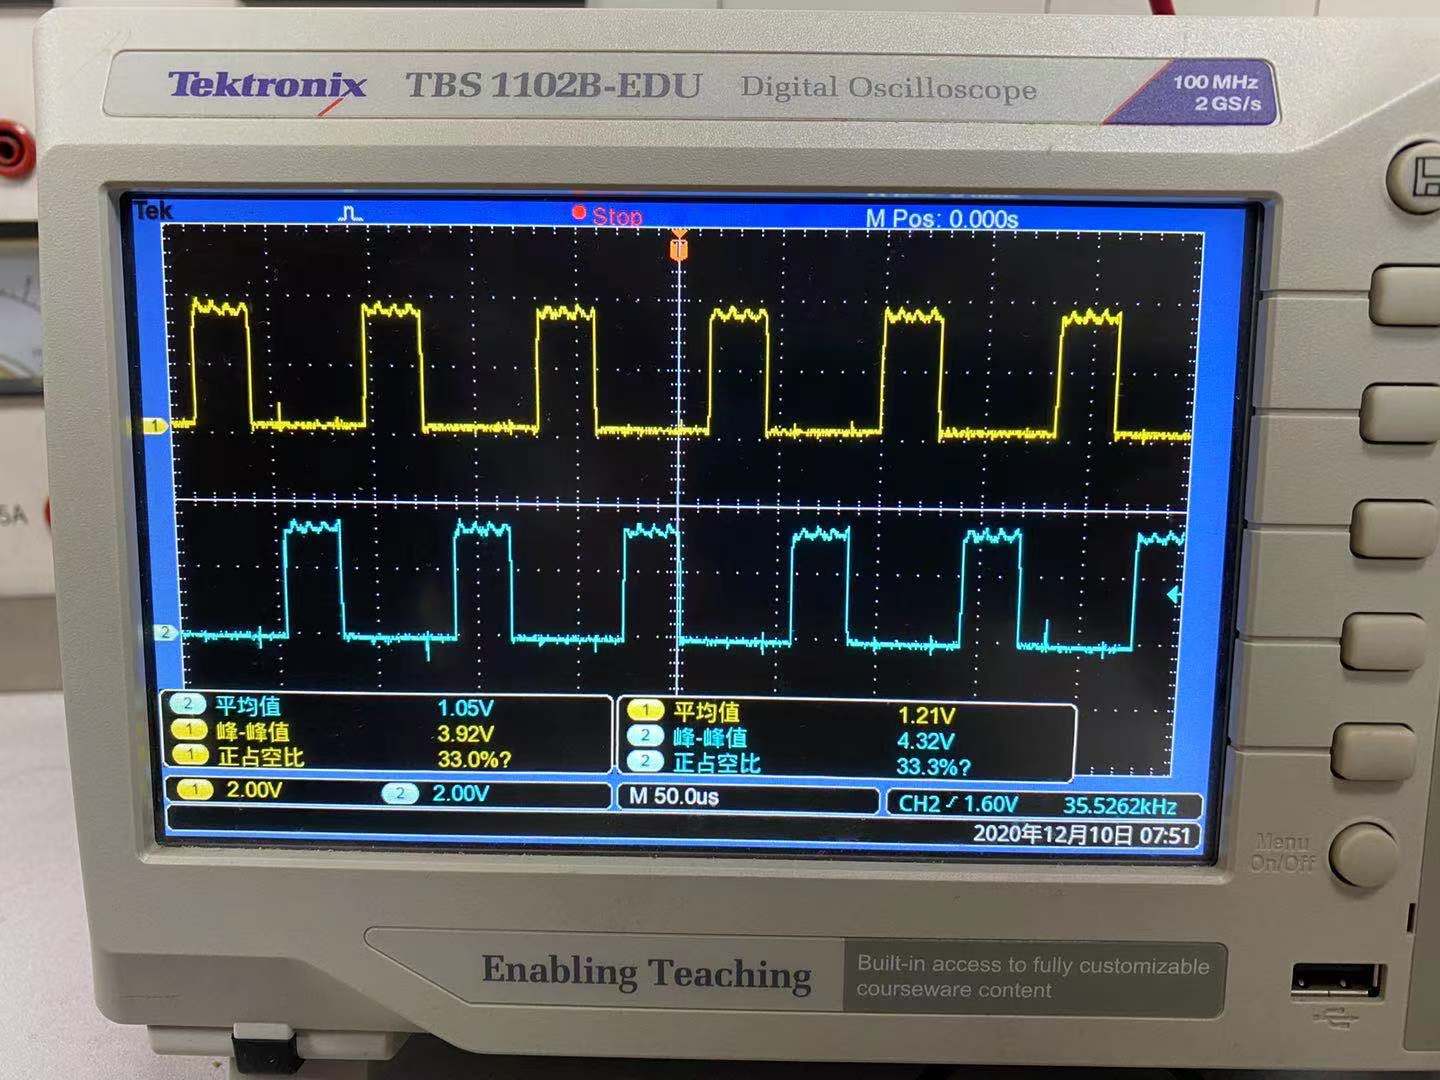 Tektronix TBS 1102B-EDU Digital Oscilloscope
100 MHz
2 GS/s
Tek Stop M Pos: 0.000s
T
1
2
2 平均值 1.05V
1 峰-峰值 3.92V
1 正占空比 33.0%?
1 平均值 1.21V
2 峰-峰值 4.32V
2 正占空比 33.3%?
1 2.00V 2 2.00V M 50.0us CH2 1.60V 35.5262kHz
2020年12月10日 07:51
Menu
On/Off
Enabling Teaching
Built-in access to fully customizable
courseware content
5A